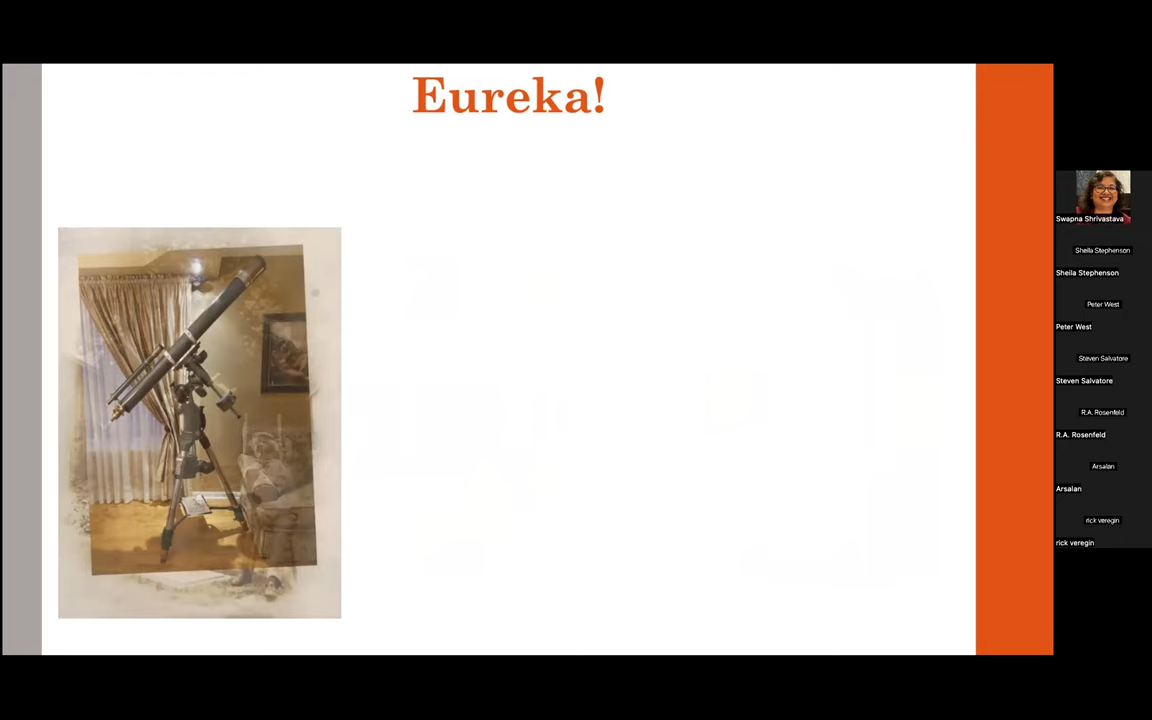 Eureka!
Swapna Shrivastava
Sheila Stephenson
Sheila Stephenson
Peter West
Peter West
Steven Salvatore
Steven Salvatore
R.A. Rosenfeld
R.A. Rosenfeld
Arsalan
Arsalan
rick veregin
rick veregin